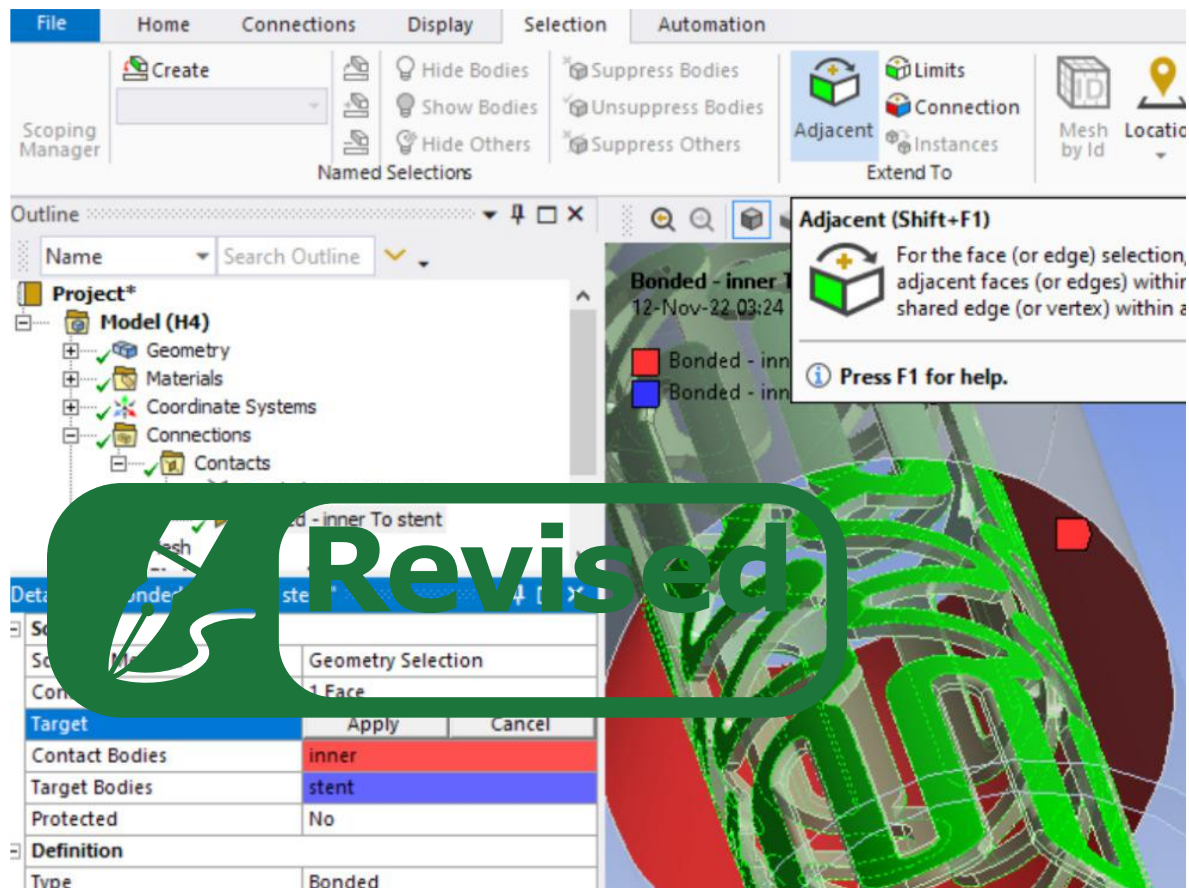 File Home Connections Display Selection Automation
Create Hide Bodies Suppress Bodies Limits
Show Bodies Unsuppress Bodies Connection
Scoping Manager Hide Others Suppress Others Adjacent Instances Mesh by Id
Named Selections Extend To
Outline
Adjacent (Shift+F1)
Name Search Outline
For the face (or edge) selection,
adjacent faces (or edges) within
shared edge (or vertex) within a
Press F1 for help.
Project*
Model (H4)
Geometry
Materials
Coordinate Systems
Connections
Contacts
- inner To stent
Bonded - inner
12-Nov-22 03:24
Bonded - inn
Bonded - inn
Revised
Geometry Selection
1 Face
Target Apply Cancel
Contact Bodies inner
Target Bodies stent
Protected No
Definition
Type Bonded